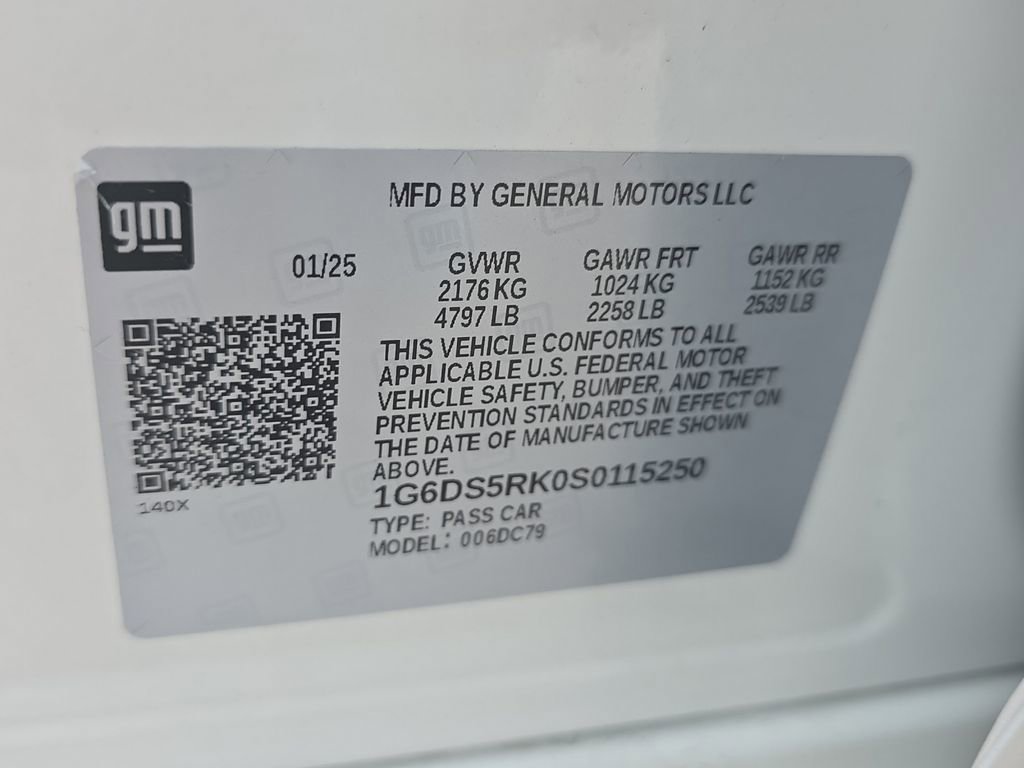 gm
MFD BY GENERAL MOTORS LLC
01/25 GVWR GAWR FRT GAWR RR
2176 KG 1024 KG 1152 KG
4797 LB 2258 LB 2539 LB
THIS VEHICLE CONFORMS TO ALL
APPLICABLE U.S. FEDERAL MOTOR
VEHICLE SAFETY, BUMPER, AND THEFT
PREVENTION STANDARDS IN EFFECT ON
THE DATE OF MANUFACTURE SHOWN
ABOVE.
1G6DS5RK0S0115250
TYPE: PASS CAR
MODEL: 006DC79
140X